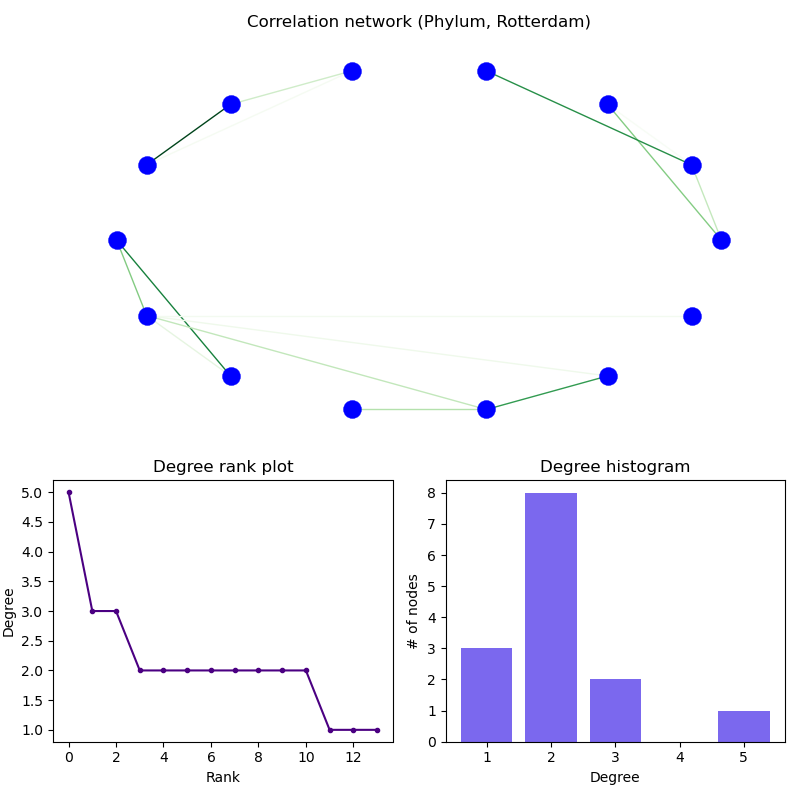 Correlation network (Phylum, Rotterdam)
Degree rank plot
Degree
5.0
4.5
4.0
3.5
3.0
2.5
2.0
1.5
1.0
0 2 4 6 8 10 12
Rank
Degree histogram
# of nodes
8
7
6
5
4
3
2
1
0
1 2 3 4 5
Degree